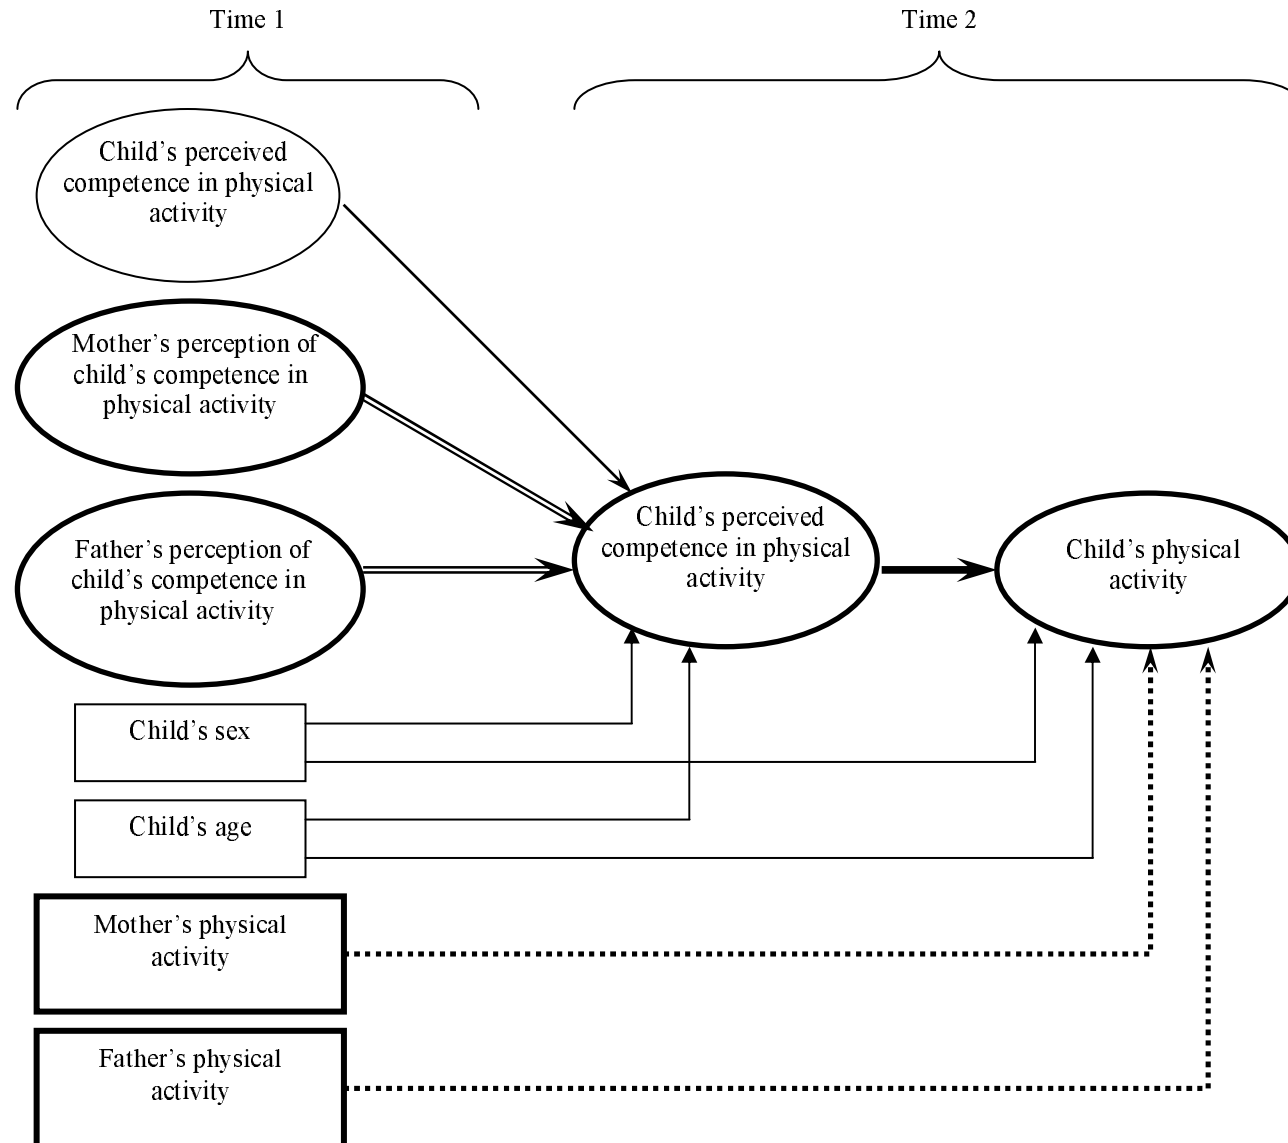 Time 1
Time 2
Child’s perceived
competence in physical
activity
Mother’s perception of
child’s competence in
physical activity
Father’s perception of
child’s competence in
physical activity
Child’s perceived
competence in physical
activity
Child’s physical
activity
Child’s sex
Child’s age
Mother’s physical
activity
Father’s physical
activity